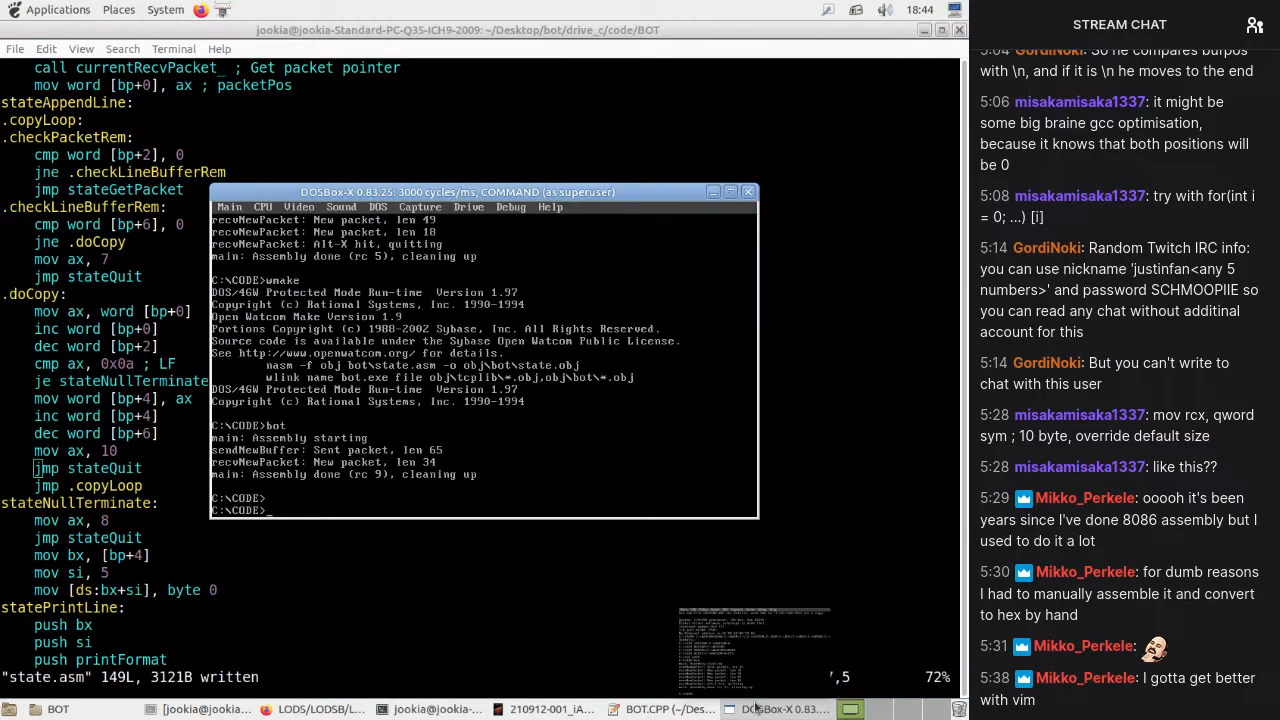 Applications Places System 18:44
jookia@jookia-Standard-PC-Q35-ICH9-2009: ~/Desktop/bot/drive_c/code/BOT
File Edit View Search Terminal Help
call currentRecvPacket_ ; Get packet pointer
mov word [bp+0], ax ; packetPos
stateAppendLine:
.copyLoop:
.checkPacketRem:
cmp word [bp+2], 0
jne .checkLineBufferRem
jmp stateGetPacket
.checkLineBufferRem:
cmp word [bp+6], 0
jne .doCopy
mov ax, 7
jmp stateQuit
.doCopy:
mov ax, word [bp+0]
inc word [bp+0]
dec word [bp+2]
cmp ax, 0x0a ; LF
je stateNullTerminate
mov word [bp+4], ax
inc word [bp+4]
dec word [bp+6]
mov ax, 10
jmp stateQuit
jmp .copyLoop
stateNullTerminate:
mov ax, 8
jmp stateQuit
mov bx, [bp+4]
mov si, 5
mov [ds:bx+si], byte 0
statePrintLine:
push bx
push si
push printFormat
72%
DOSBox-X 0.83.25: 3000 cycles/ms, COMMAND (as superuser)
Main CPU Video Sound DOS Capture Drive Debug Help
recvNewPacket: New packet, len 49
recvNewPacket: New packet, len 18
recvNewPacket: Alt-X hit, quitting
main: Assembly done (rc 5), cleaning up
C:\CODE>wmake
DOS/4GW Protected Mode Run-time Version 1.97
Copyright (c) Rational Systems, Inc. 1990-1994
Open Watcom Make Version 1.9
Portions Copyright (c) 1988-2002 Sybase, Inc. All Rights Reserved.
Source code is available under the Sybase Open Watcom Public License.
See http://www.openwatcom.org/ for details.
nasm -f obj bot\state.asm -o obj\bot\state.obj
wlink name bot.exe file obj\tcplib\*.obj,obj\bot\*.obj
DOS/4GW Protected Mode Run-time Version 1.97
Copyright (c) Rational Systems, Inc. 1990-1994
C:\CODE>bot
main: Assembly starting
sendNewBuffer: Sent packet, len 65
recvNewPacket: New packet, len 34
main: Assembly done (rc 9), cleaning up
C:\CODE>
C:\CODE>_
BOT [jookia@jookia-... LODS/LODSB/L... jookia@jookia-... 210912-001_iA... BOT.CPP (~/Des... DOSBox-X 0.83....
STREAM CHAT
5:04 GordiNoki: So he compares bufpos
with \n, and if it is \n he moves to the end
5:06 misakamisaka1337: it might be
some big braine gcc optimisation,
because it knows that both positions will
be 0
5:08 misakamisaka1337: try with for(int i
= 0; ...) [i]
5:14 GordiNoki: Random Twitch IRC info:
you can use nickname 'justinfan<any 5
numbers>' and password SCHMOOPIIE so
you can read any chat without additinal
account for this
5:14 GordiNoki: But you can't write to
chat with this user
5:28 misakamisaka1337: mov rcx, qword
sym ; 10 byte, override default size
5:28 misakamisaka1337: like this??
5:29 Mikko_Perkele: ooooh it's been
years since I've done 8086 assembly but I
used to do it a lot
5:30 Mikko_Perkele: for dumb reasons
I had to manually assemble it and convert
to hex by hand
5:31 Mikko_Perkele:
5:38 Mikko_Perkele: I gotta get better
with vim